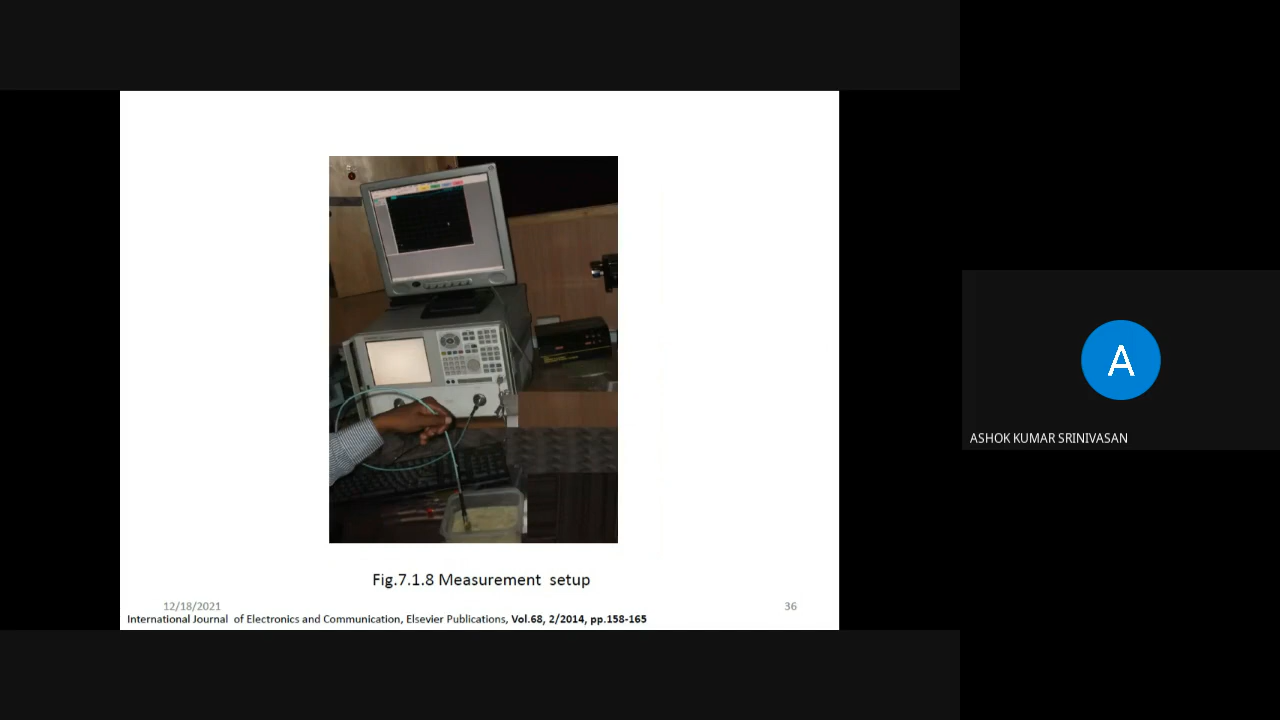 Fig.7.1.8 Measurement setup
12/18/2021
36
International Journal of Electronics and Communication, Elsevier Publications, Vol.68, 2/2014, pp.158-165
A
ASHOK KUMAR SRINIVASAN